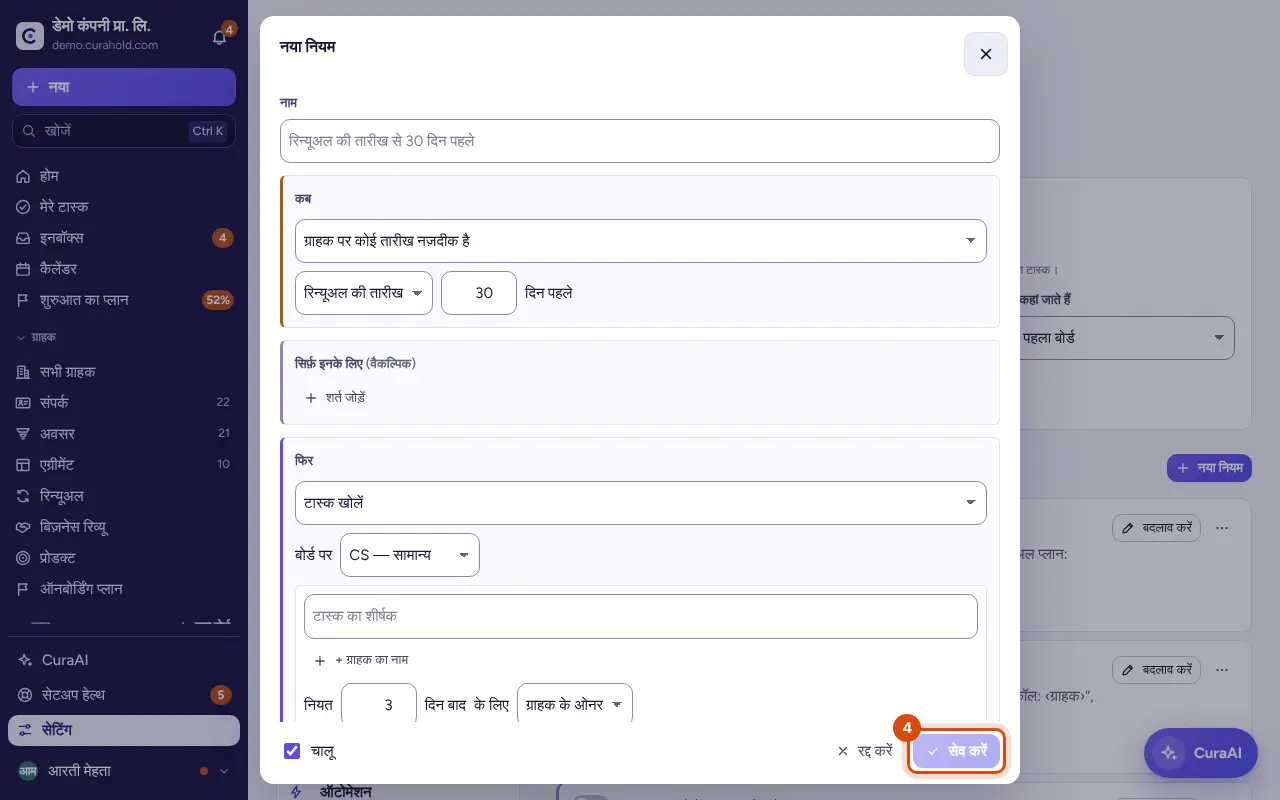 डेमो कंपनी प्रा. लि.
demo.curahold.com
4
नया
खोजें
Ctrl K
होम
मेरे टास्क
इनबॉक्स
4
कैलेंडर
शुरुआत का प्लान
52%
ग्राहक
सभी ग्राहक
संपर्क
22
अवसर
21
एग्रीमेंट
10
रिन्यूअल
बिज़नेस रिव्यू
प्रोडक्ट
ऑनबोर्डिंग प्लान
CuraAI
सेटअप हेल्थ
5
सेटिंग
आम
आरती मेहता
नया नियम
नाम
रिन्यूअल की तारीख से 30 दिन पहले
कब
ग्राहक पर कोई तारीख नज़दीक है
रिन्यूअल की तारीख
30
दिन पहले
सिर्फ़ इनके लिए (वैकल्पिक)
शर्त जोड़ें
फिर
टास्क खोलें
बोर्ड पर
CS — सामान्य
टास्क का शीर्षक
+ ग्राहक का नाम
नियत
3
दिन बाद
के लिए
ग्राहक के ओनर
चालू
रद्द करें
4
सेव करें
टास्क।
कहां जाते हैं
पहला बोर्ड
नया नियम
बदलाव करें
प्लान:
बदलाव करें
कॉल: ‹ग्राहक›",
CuraAI
ऑटोमेशन